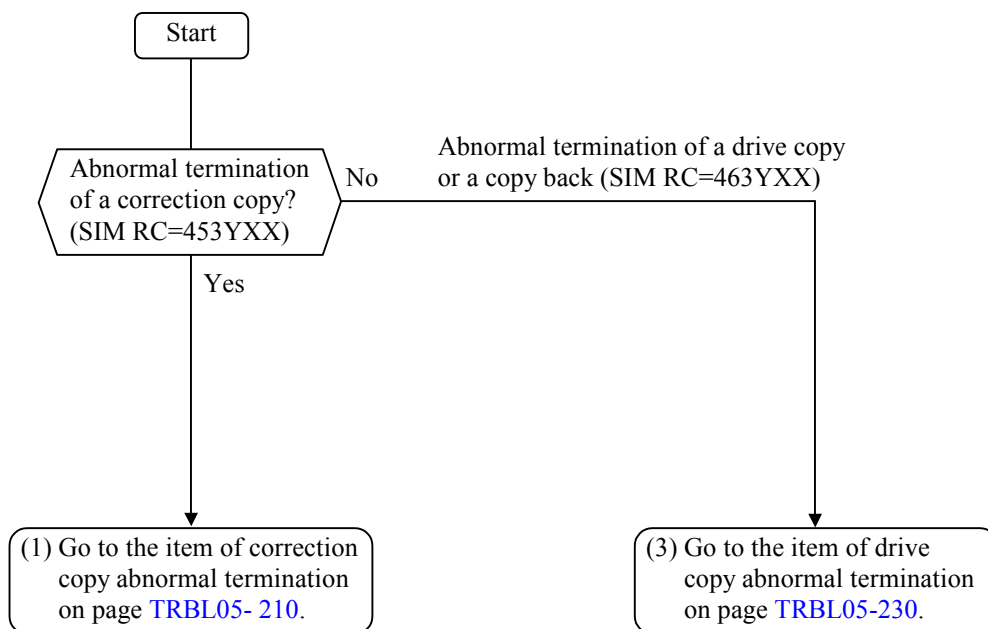 Start
Abnormal termination
of a correction copy?
(SIM RC=453YXX)
No
Abnormal termination of a drive copy
or a copy back (SIM RC=463YXX)
Yes
(1) Go to the item of correction
copy abnormal termination
on page TRBL05- 210.
(3) Go to the item of drive
copy abnormal termination
on page TRBL05-230.